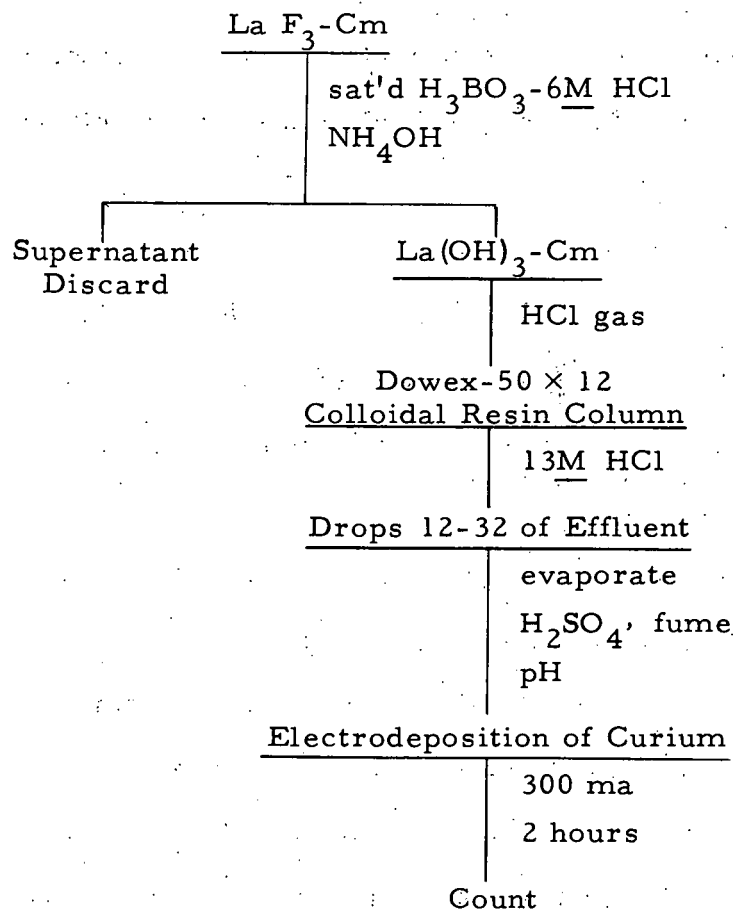 La F₃-Cm
sat'd H₃BO₃-6M HCl
NH₄OH
Supernatant
Discard
La(OH)₃-Cm
HCl gas
Dowex-50 × 12
Colloidal Resin Column
13M HCl
Drops 12-32 of Effluent
evaporate
H₂SO₄, fume
pH
Electrodeposition of Curium
300 ma
2 hours
Count